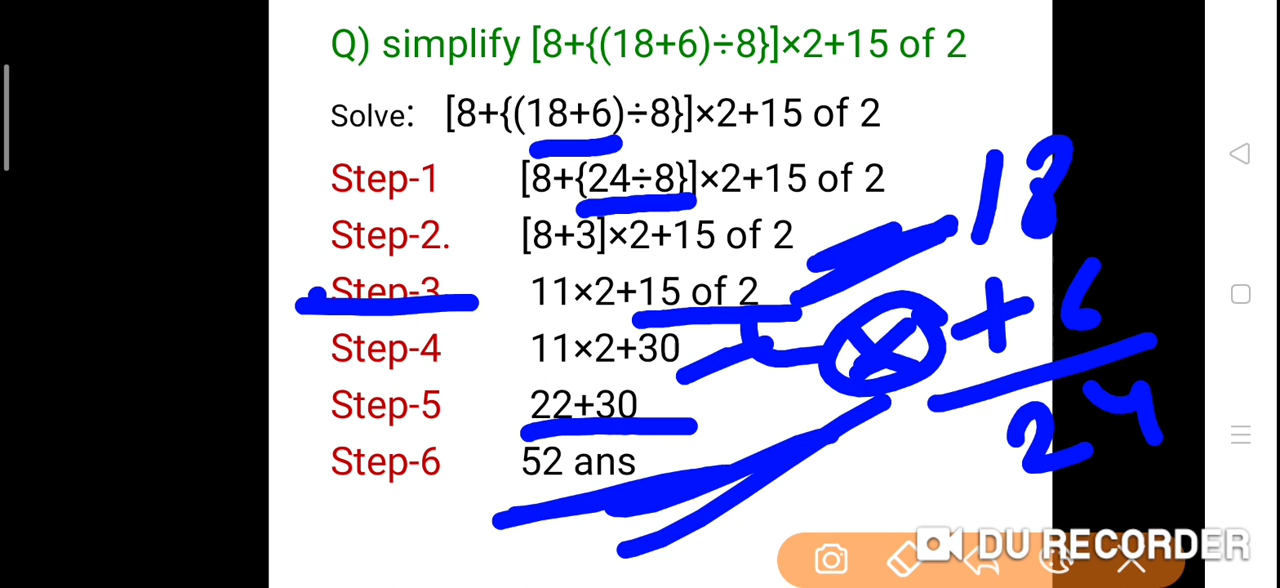 Q) simplify [8+{(18+6)÷8}]×2+15 of 2
Solve: [8+{(18+6)÷8}]×2+15 of 2
Step-1 [8+{24÷8}]×2+15 of 2
Step-2. [8+3]×2+15 of 2
Step-3 11×2+15 of 2
Step-4 11×2+30
Step-5 22+30
Step-6 52 ans
18
+6
24
DU RECORDER